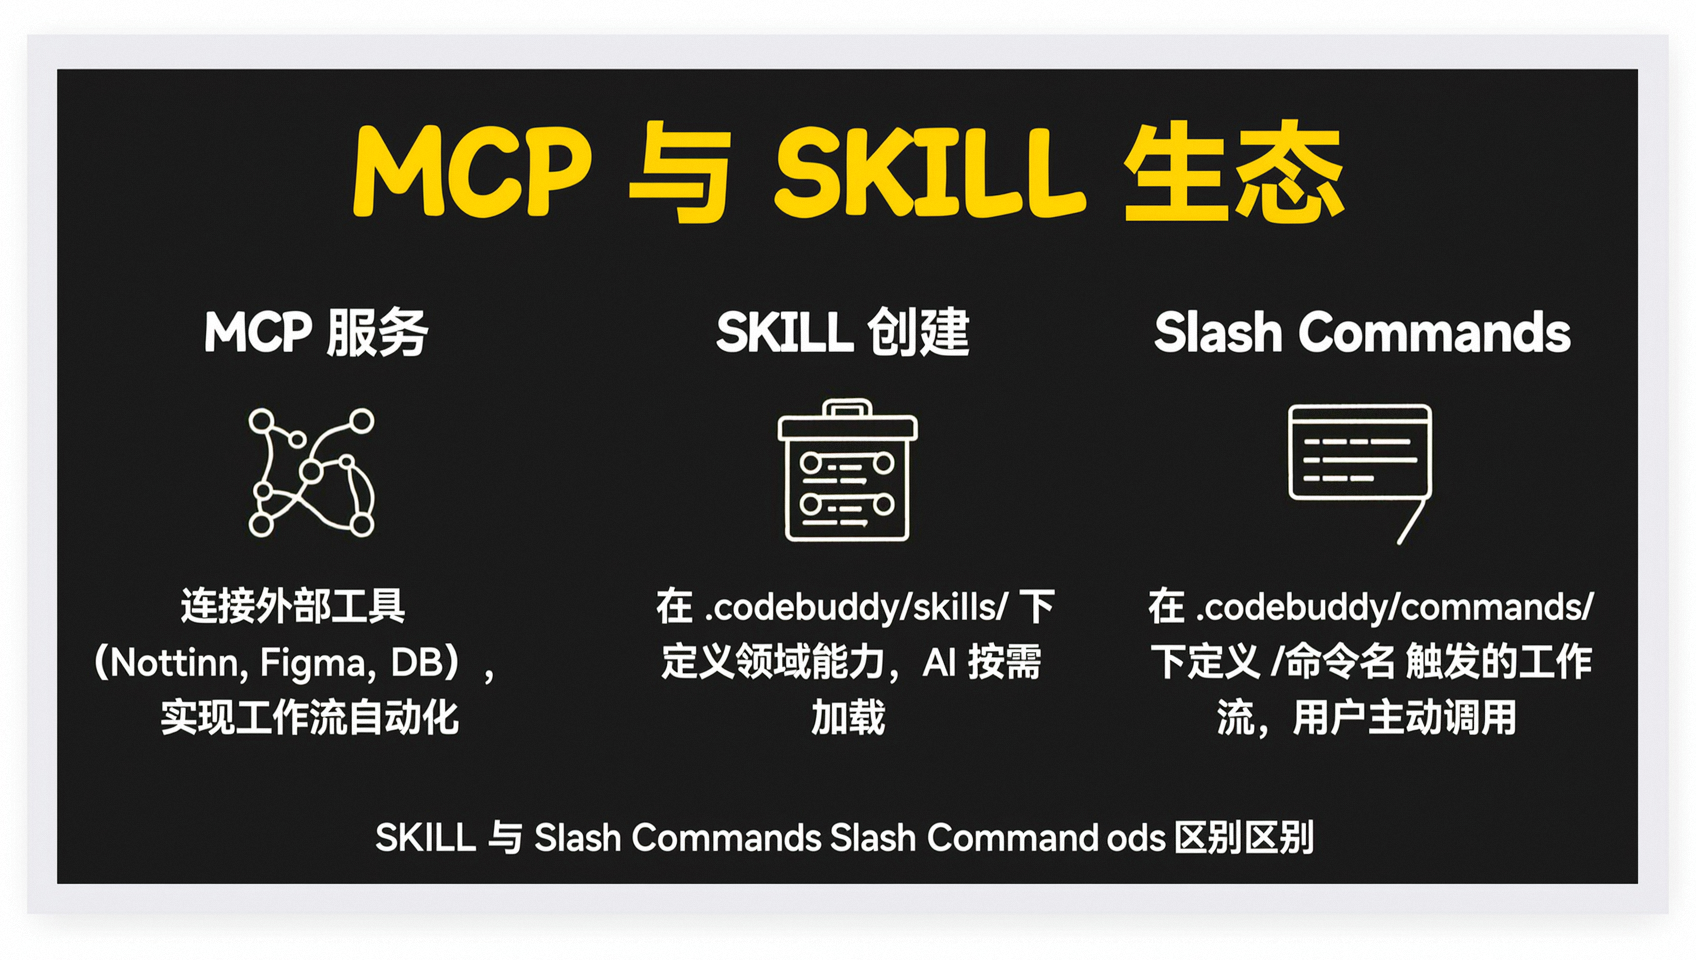 MCP 与 SKILL 生态
MCP 服务
连接外部工具
（Nottinn, Figma, DB），
实现工作流自动化
SKILL 创建
在 .codebuddy/skills/ 下
定义领域能力，AI 按需
加载
Slash Commands
在 .codebuddy/commands/
下定义 /命令名 触发的工作
流，用户主动调用
SKILL 与 Slash Commands Slash Command ods 区别区别